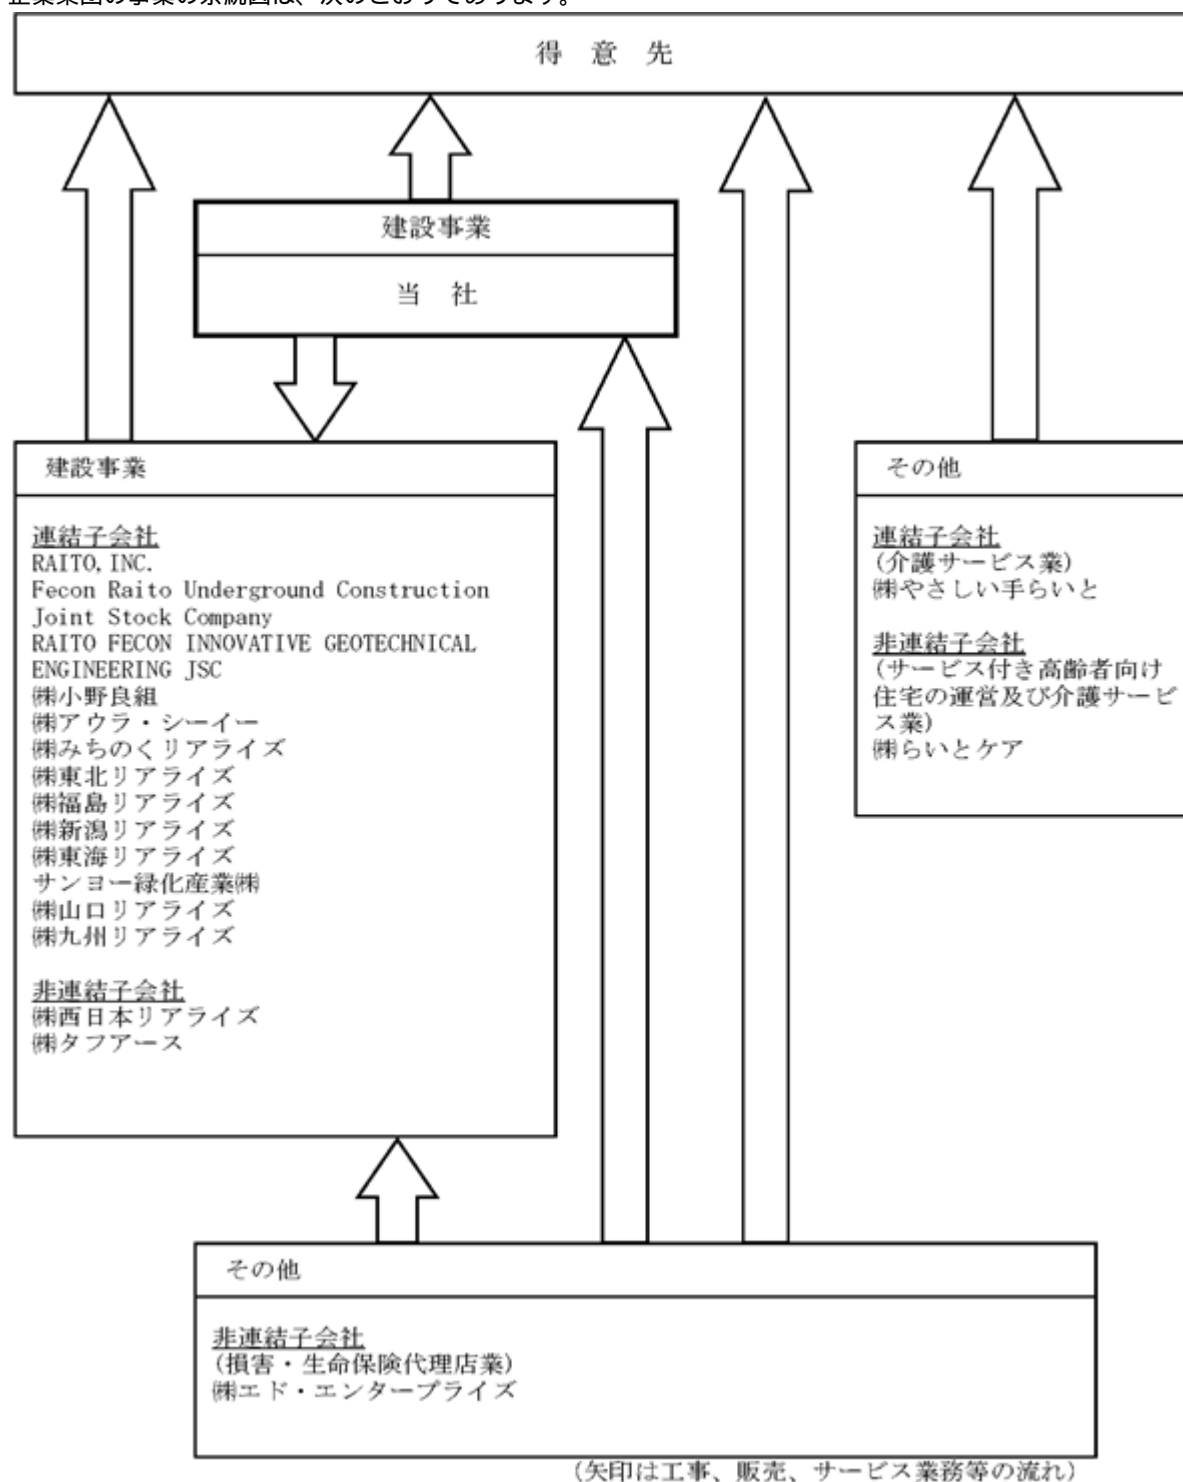 企業集団の事業の系統図は、次のとおりであります。
得 意 先
建設事業
当 社
建設事業
連結子会社
RAITO,INC.
Fecon Raito Underground Construction
Joint Stock Company
RAITO FECON INNOVATIVE GEOTECHNICAL
ENGINEERING JSC
㈱小野良組
㈱アウラ・シーイー
㈱みちのくリアライズ
㈱東北リアライズ
㈱福島リアライズ
㈱新潟リアライズ
㈱東海リアライズ
サンヨー緑化産業㈱
㈱山口リアライズ
㈱九州リアライズ
非連結子会社
㈱西日本リアライズ
㈱タフアース
その他
連結子会社
(介護サービス業)
㈱やさしい手らいと
非連結子会社
(サービス付き高齢者向け
住宅の運営及び介護サービ
ス業)
㈱らいとケア
その他
非連結子会社
(損害・生命保険代理店業)
㈱エド・エンタープライズ
(矢印は工事、販売、サービス業務等の流れ)